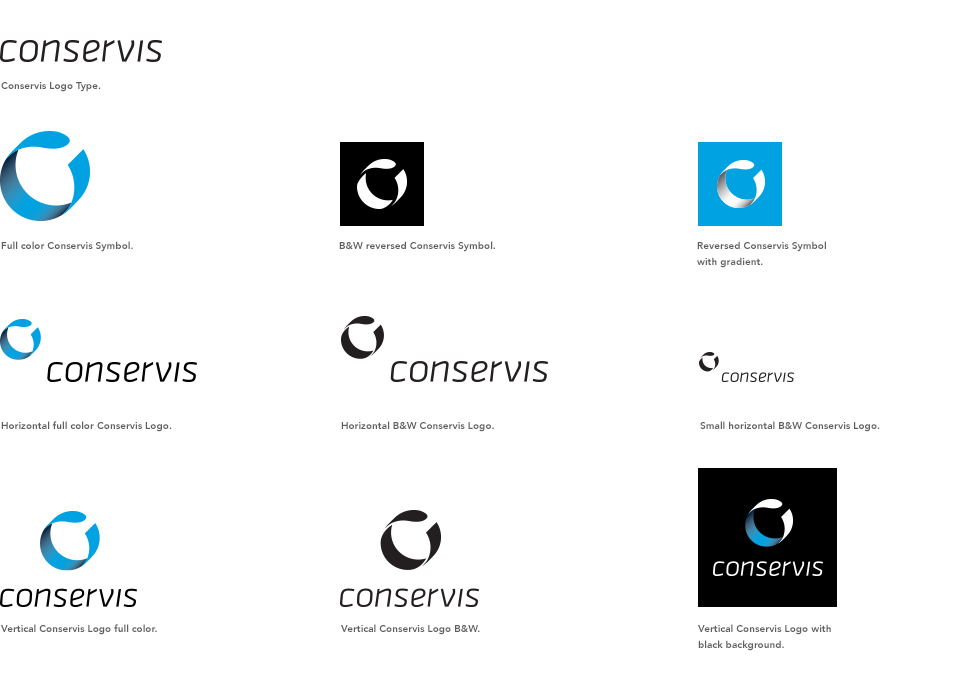 conservis
Conservis Logo Type.
Full color Conservis Symbol.
B&W reversed Conservis Symbol.
Reversed Conservis Symbol
with gradient.
conservis
conservis
conservis
Horizontal full color Conservis Logo.
Horizontal B&W Conservis Logo.
Small horizontal B&W Conservis Logo.
conservis
conservis
conservis
Vertical Conservis Logo full color.
Vertical Conservis Logo B&W.
Vertical Conservis Logo with
black background.